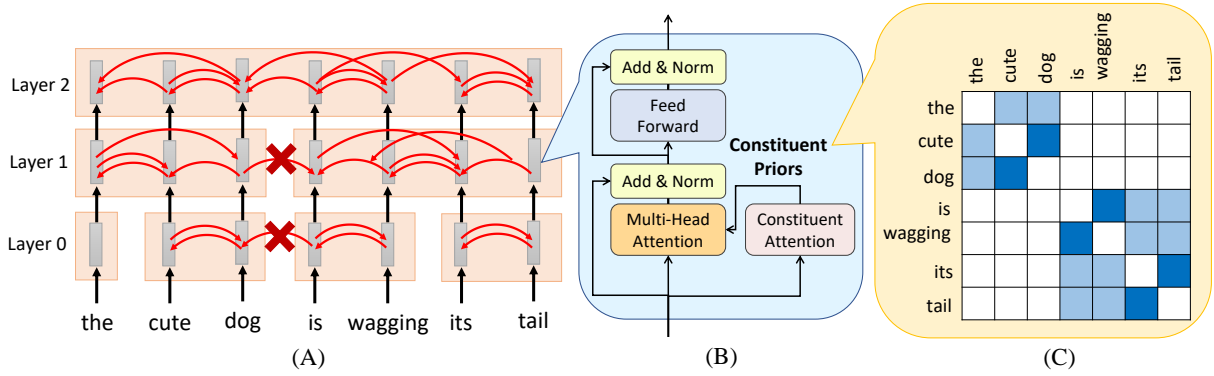 Layer 2
Layer 1
Layer 0
the cute dog is wagging its tail
(A)
Add & Norm
Feed
Forward
Constituent
Priors
Add & Norm
Multi-Head
Attention
Constituent
Attention
(B)
the cute dog is wagging its tail
the
cute
dog
is
wagging
its
tail
(C)